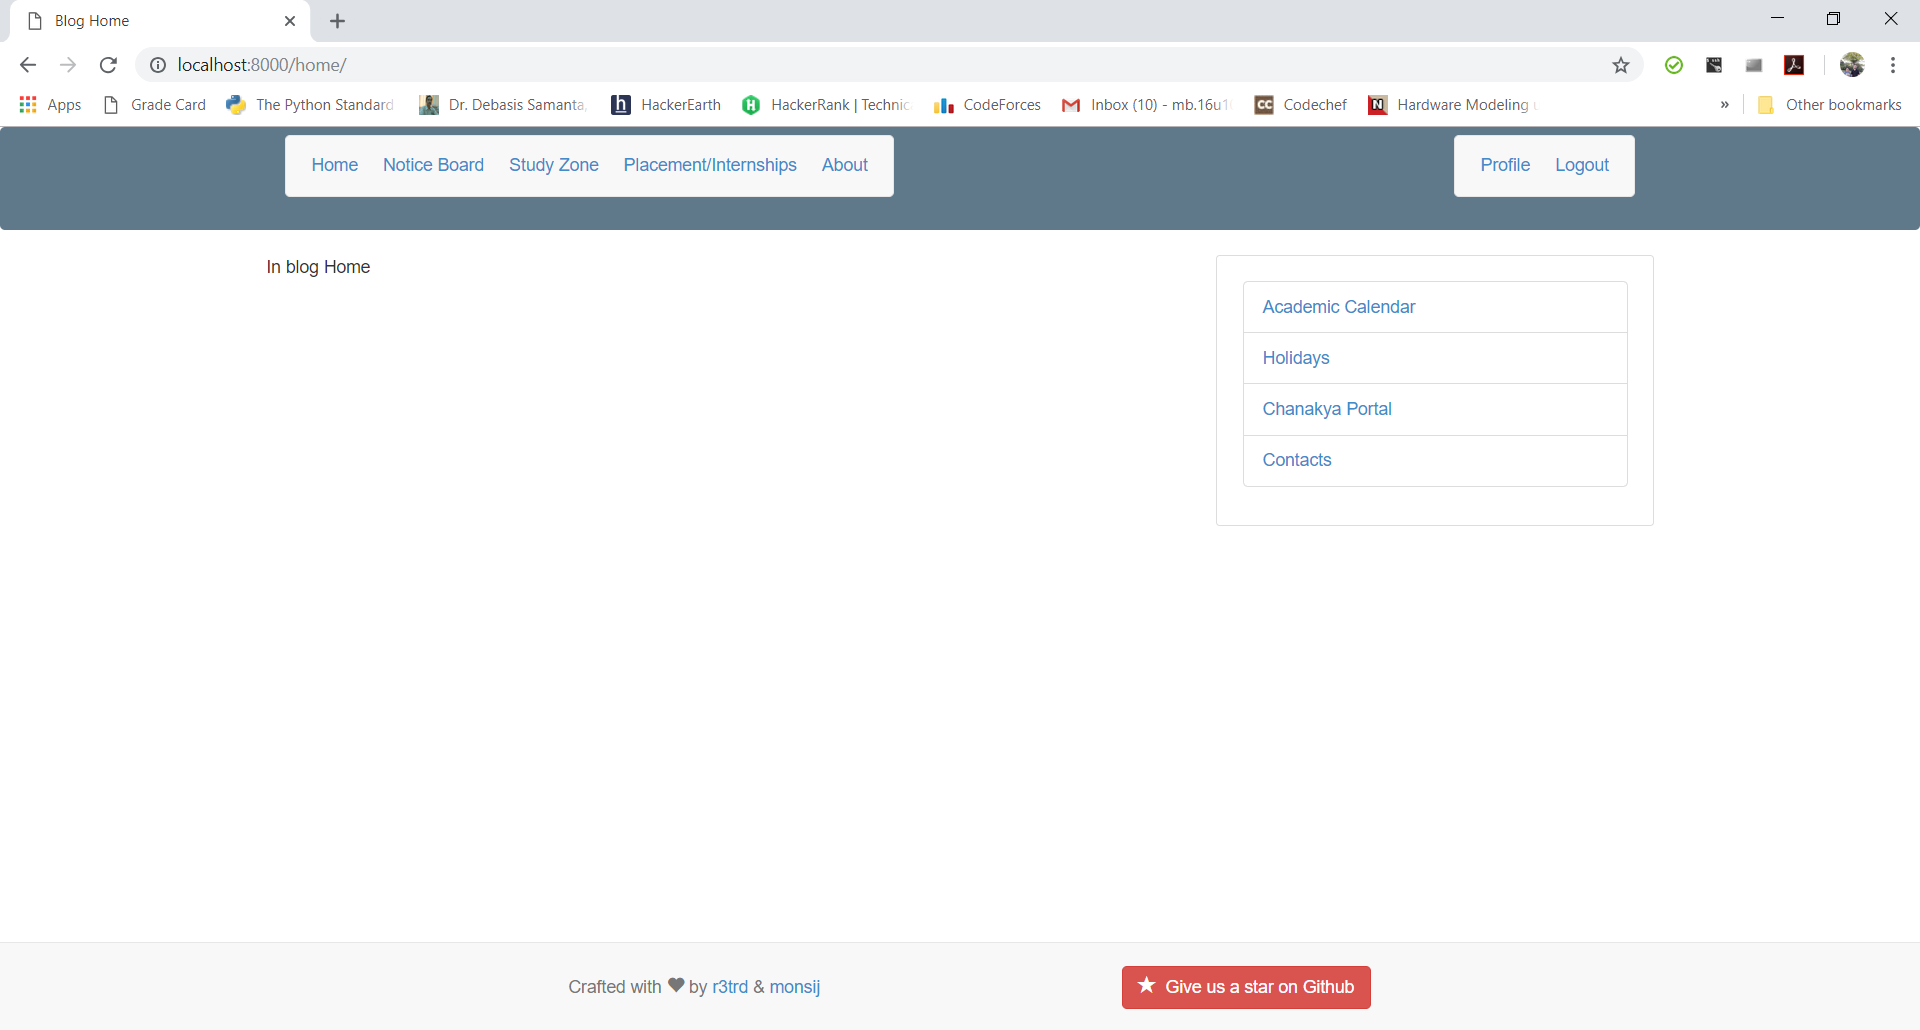 Blog Home
localhost:8000/home/
Apps Grade Card The Python Standard Dr. Debasis Samanta, HackerEarth HackerRank | Technic CodeForces Inbox (10) - mb.16u1 Codechef Hardware Modeling » Other bookmarks
Home Notice Board Study Zone Placement/Internships About Profile Logout
In blog Home
Academic Calendar
Holidays
Chanakya Portal
Contacts
Crafted with by r3trd & monsij
Give us a star on Github